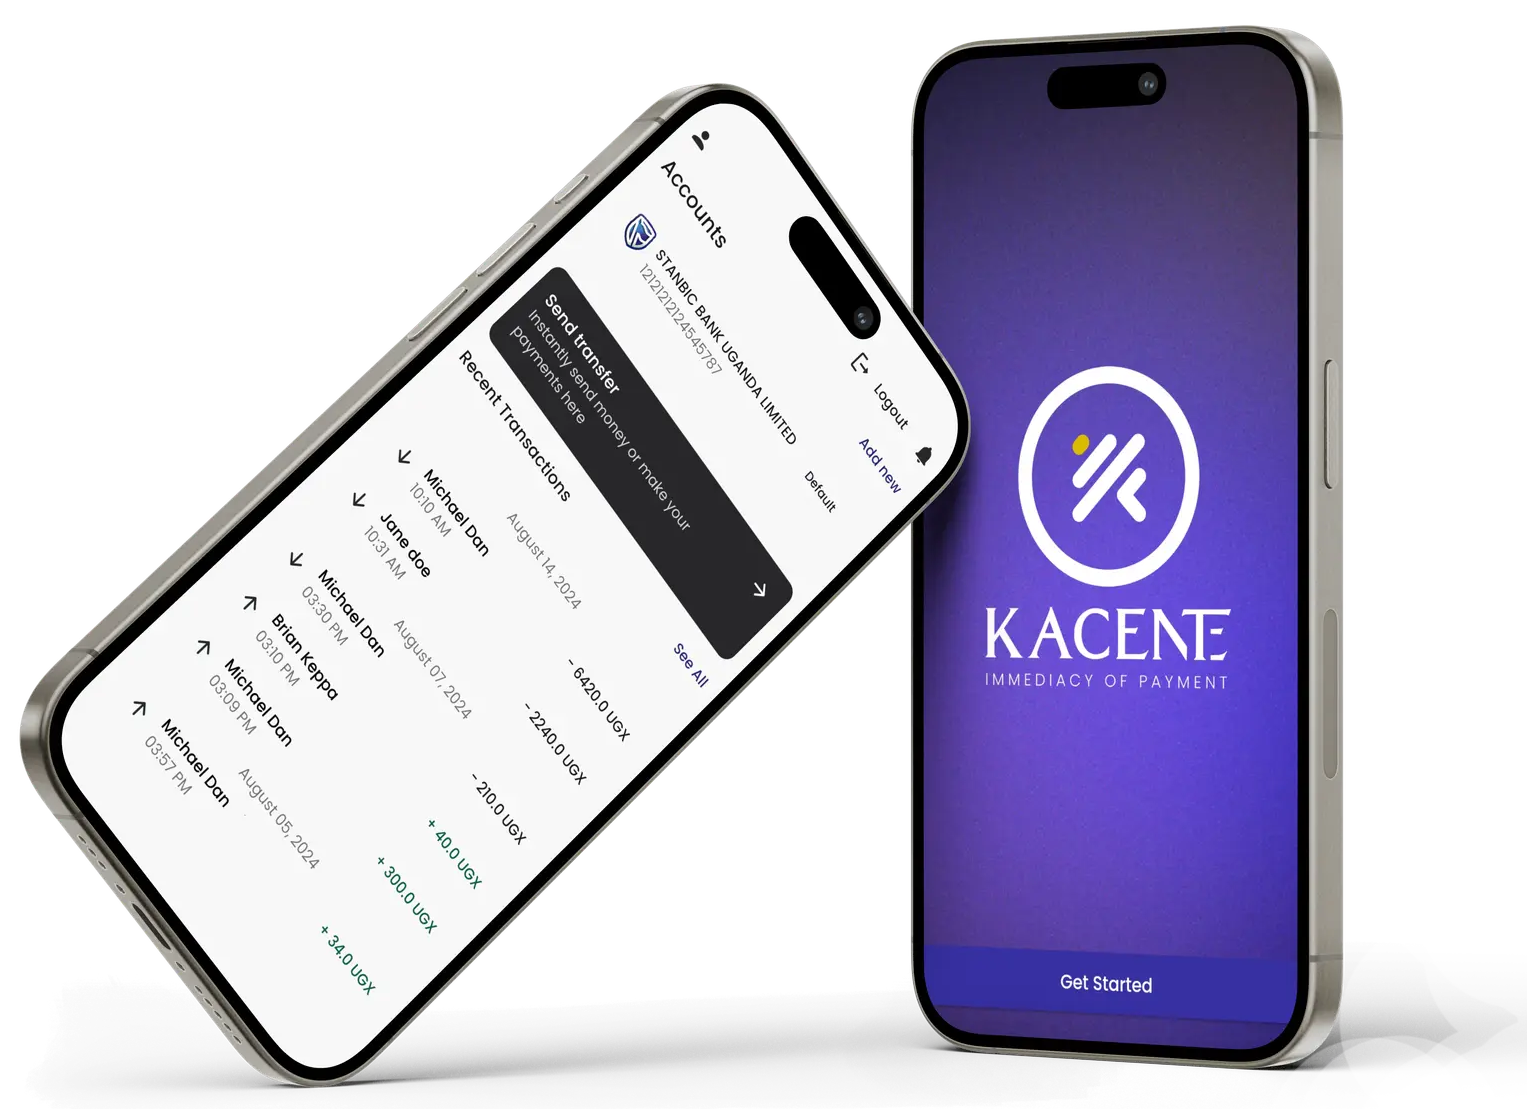 Accounts
Logout
STANBIC BANK UGANDA LIMITED
Add new
1212121212454545787
Default
Send transfer
Instantly send money or make your
payments here
Recent Transactions
See All
August 14, 2024
Michael Dan
10:10 AM
- 6420.0 UGX
Jane doe
10:31 AM
- 2240.0 UGX
August 07, 2024
Michael Dan
03:30 PM
- 210.0 UGX
Brian Keppa
03:10 PM
+ 40.0 UGX
Michael Dan
03:09 PM
+ 300.0 UGX
August 05, 2024
Michael Dan
03:57 PM
+ 34.0 UGX
KACENTE
IMMEDIACY OF PAYMENT
Get Started